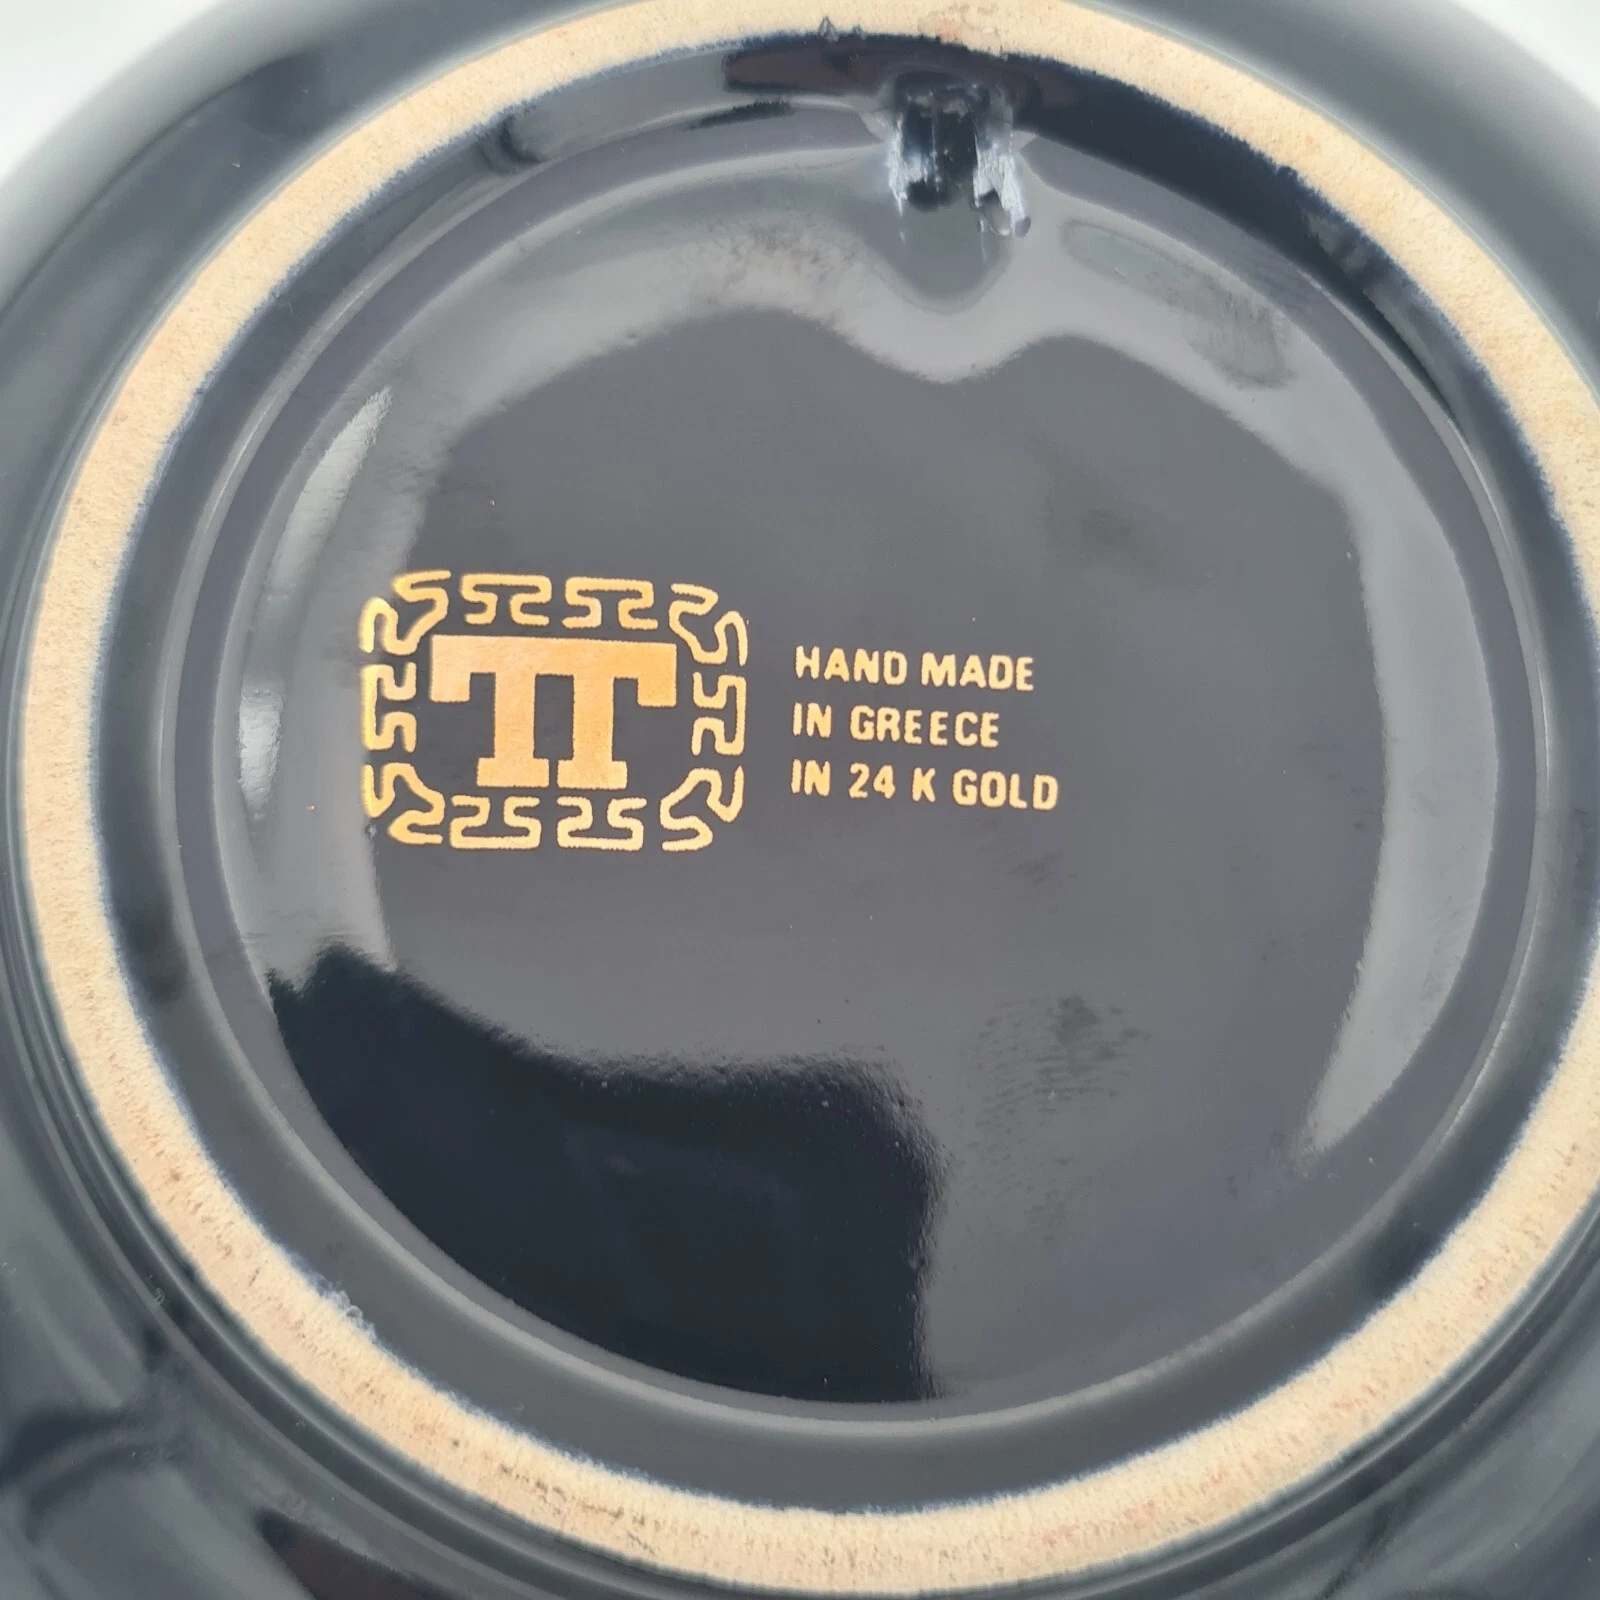 TT
HAND MADE
IN GREECE
IN 24 K GOLD